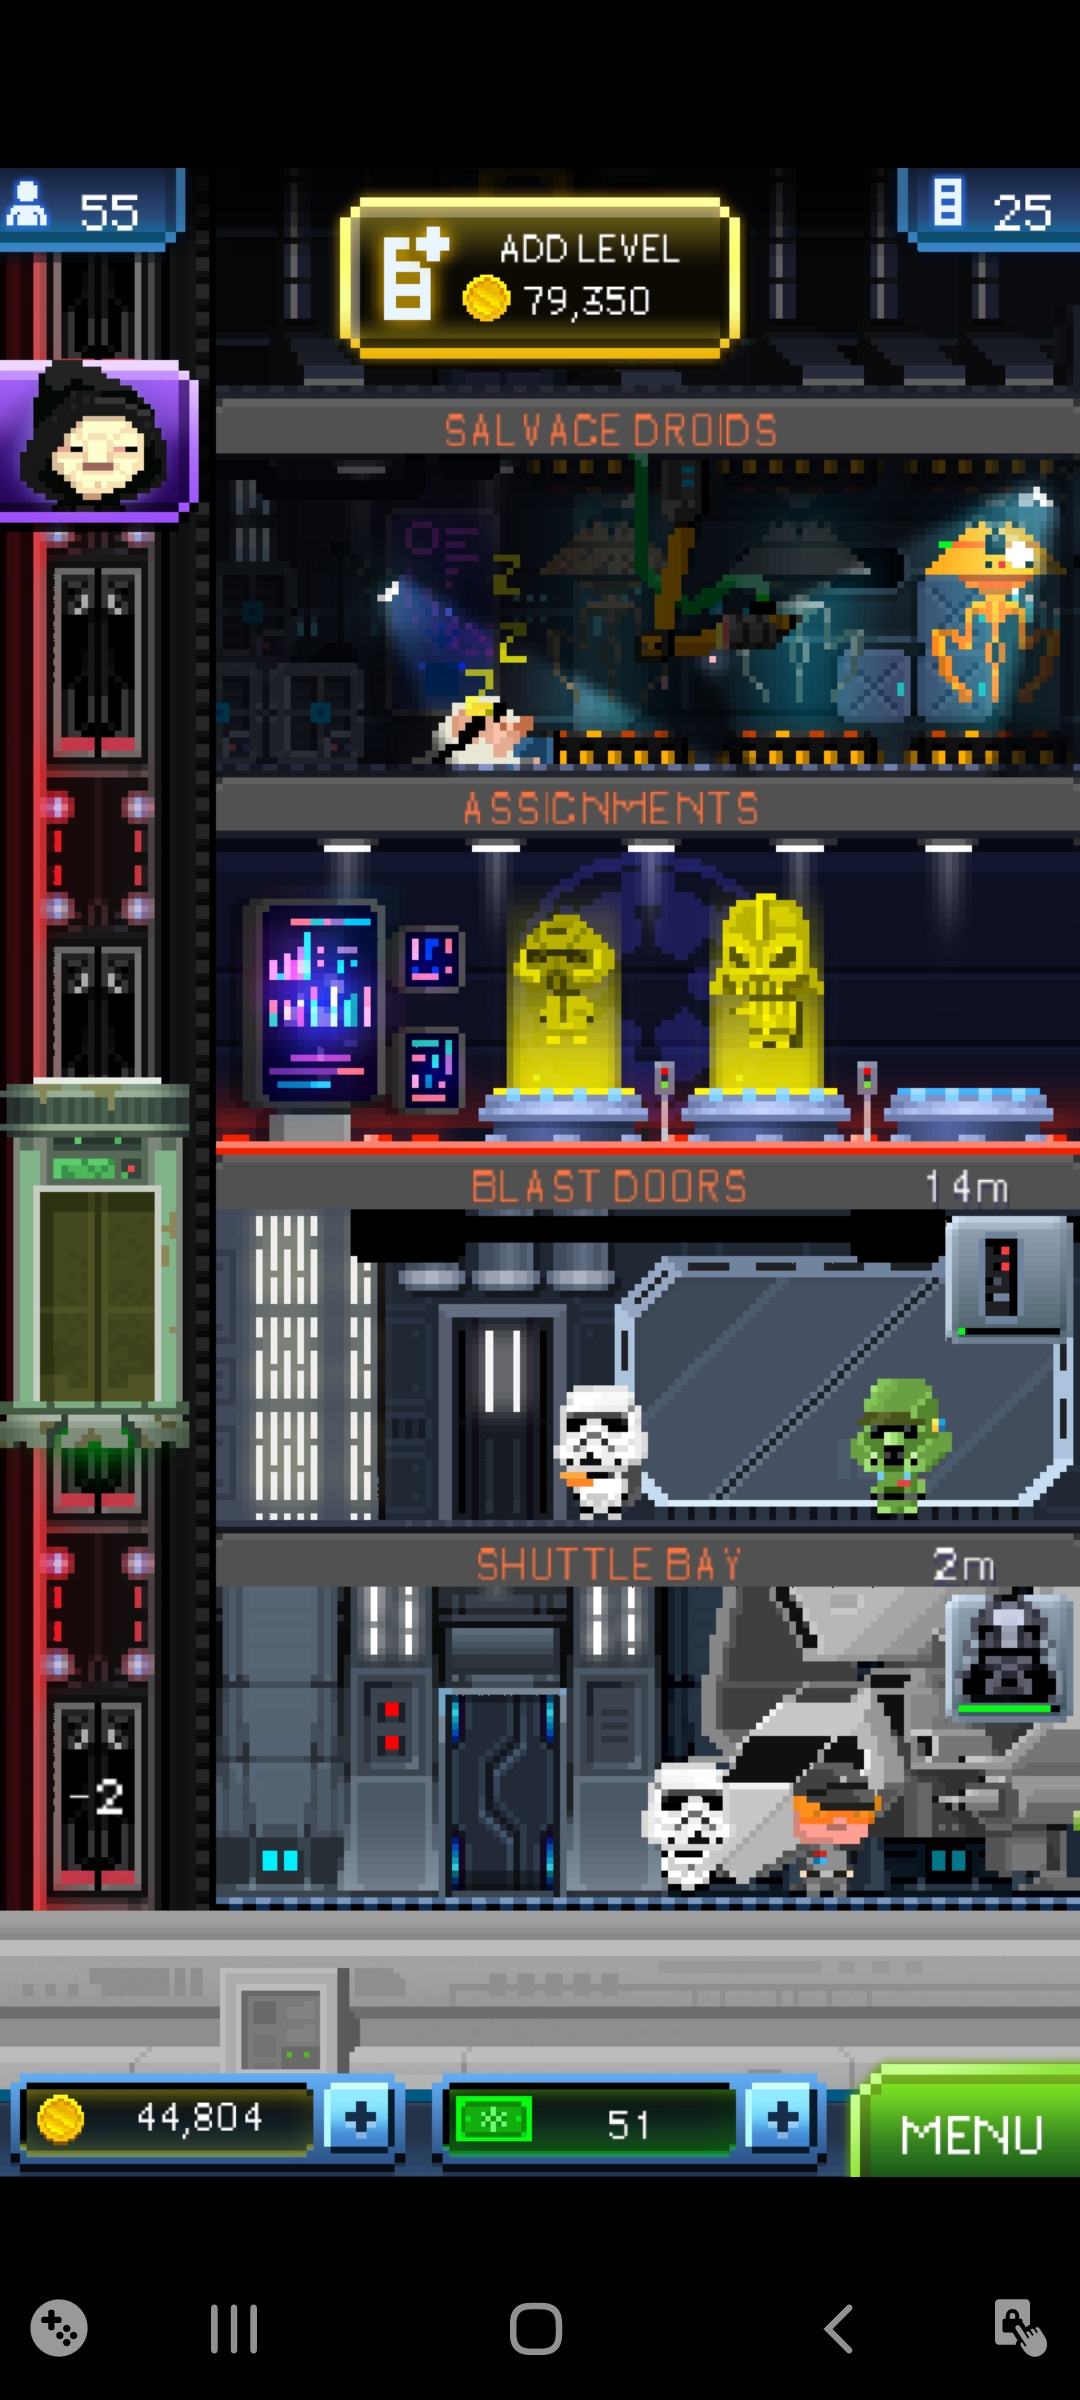 55
ADD LEVEL
79,350
25
SALVAGE DROIDS
Z
Z
Z
ASSIGNMENTS
BLAST DOORS 14m
SHUTTLE BAY 2m
-2
44,804
51
MENU